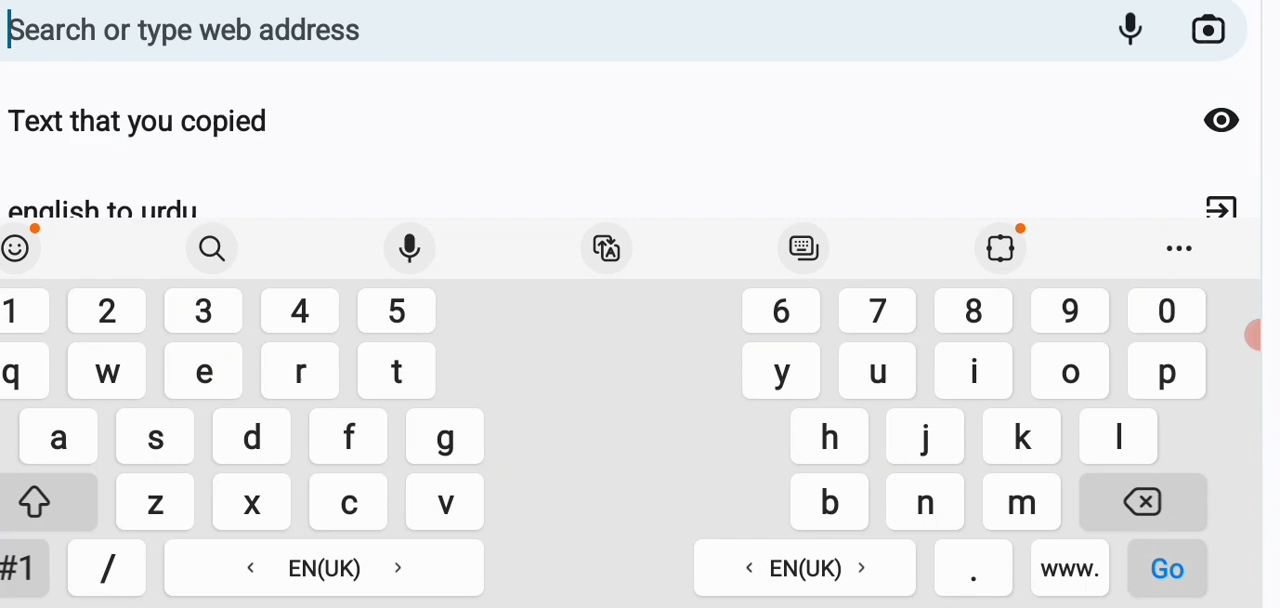 Search or type web address
Text that you copied
english to urdu
1 2 3 4 5 6 7 8 9 0
q w e r t y u i o p
a s d f g h j k l
z x c v b n m
#1 / < EN(UK) > < EN(UK) > . www. Go